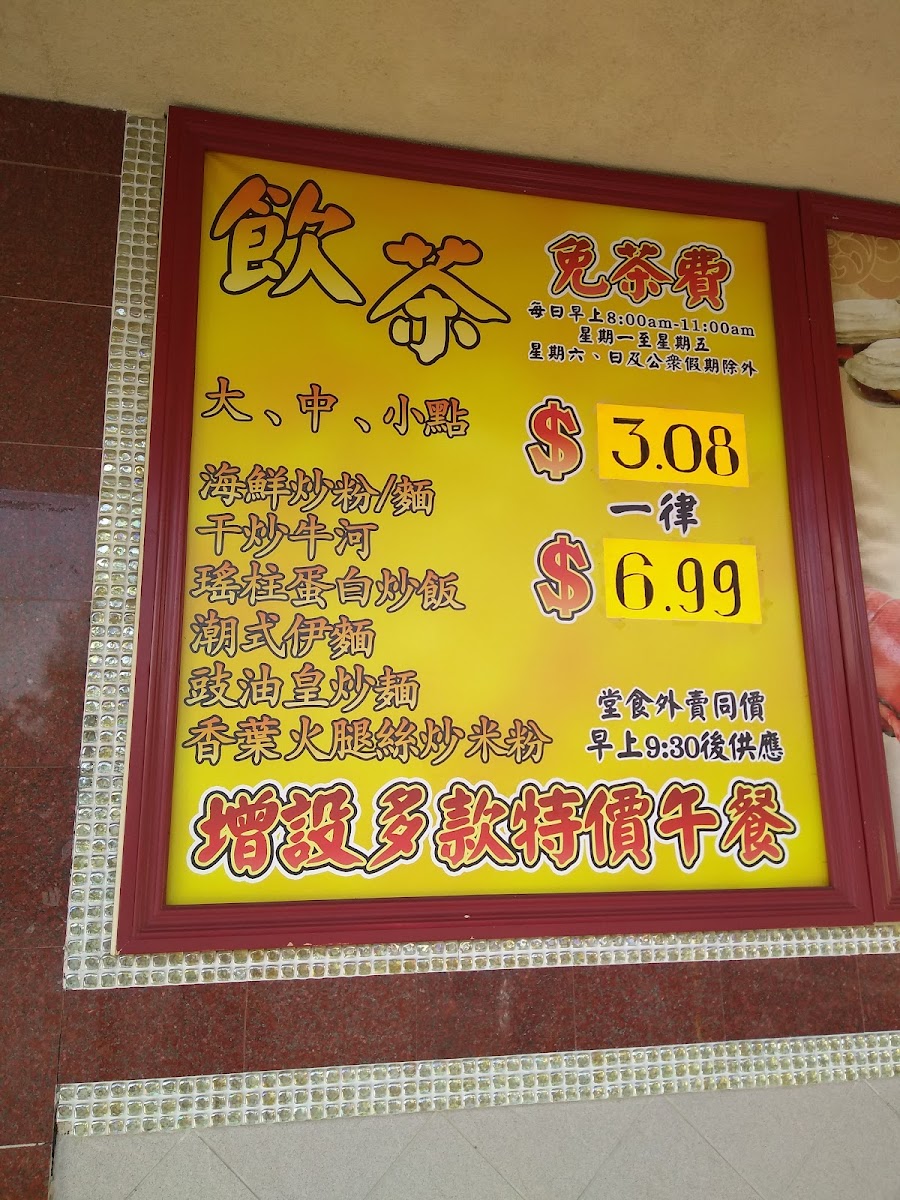 飲茶
免茶費
每日早上8:00am-11:00am
星期一至星期五
星期六、日及公眾假期除外
大、中、小點
$ 3.08
海鮮炒粉/麵
一律
干炒牛河
$ 6.99
瑤柱蛋白炒飯
潮式伊麵
豉油皇炒麵
堂食外賣同價
香葉火腿絲炒米粉
早上9:30後供應
增設多款特價午餐